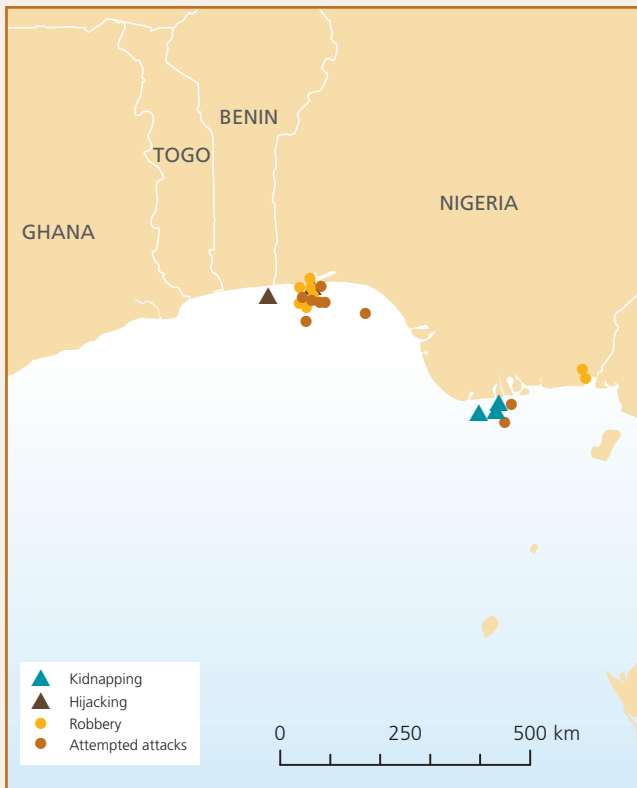 BENIN
TOGO
NIGERIA
GHANA
Kidnapping
Hijacking
Robbery
Attempted attacks
0 250 500 km